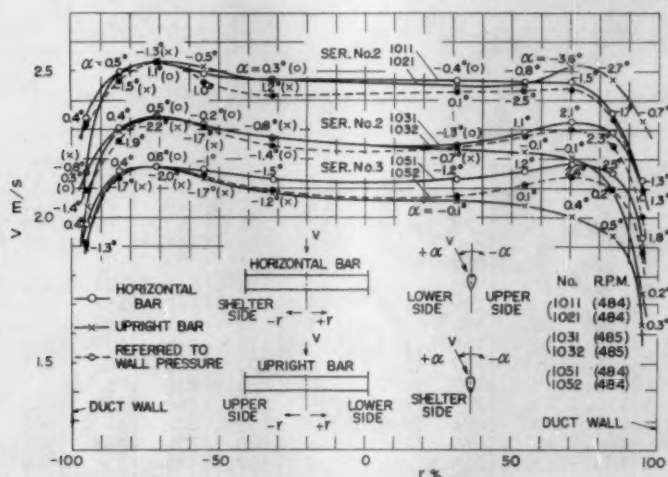 V m/s
2.5
2.0
1.5
α=0.5°
-1.3°(x)
-0.5°
α=0.3°(o)
SER. No.2
1011
1021
-0.4°(o)
-0.8°
α=-3.6°
-2.7°
1.1°(o)
-1.5°(x)
1.0°
1.2°(x)
0.1°
-2.5°
-1.5°
-1.7
-0.7°
0.4°
0.5°(o)
-2.2°(x)
-0.2°(o)
-0.8°(x)
SER. No.2
1031
1032
-1.3°(o)
1.1°
2.1°
0.4°
-1.9°
-1.7
(x)
-1.4°(o)
-0.7°(x)
0.1°
2.3°
(x)
(o)
0.4°
0.6°(o)
-1°
-1.5°
SER. No.3
1051
1052
-1.2°
1.2°
-2.5°
1.3°
-1.7°(x)
-2.0°(x)
-1.7°(x)
-1.2°(x)
α=-0.1°
0.1°
0.2°
1.3°
-1.4°
0.4°
0.4°
0.5°
1.8°
-1.3°
0.2°
0.3°
HORIZONTAL
BAR
UPRIGHT BAR
REFERRED TO
WALL PRESSURE
DUCT WALL
V
HORIZONTAL BAR
SHELTER
SIDE
-r
+r
V
UPRIGHT BAR
UPPER
SIDE
LOWER
SIDE
-r
+r
V
+α
-α
LOWER
SIDE
UPPER
SIDE
V
+α
-α
SHELTER
SIDE
No.
R.P.M.
(1011 (484)
(1021 (484)
(1031 (485)
(1032 (485)
(1051 (484)
(1052 (484)
DUCT WALL
-100
-50
0
50
100
r %